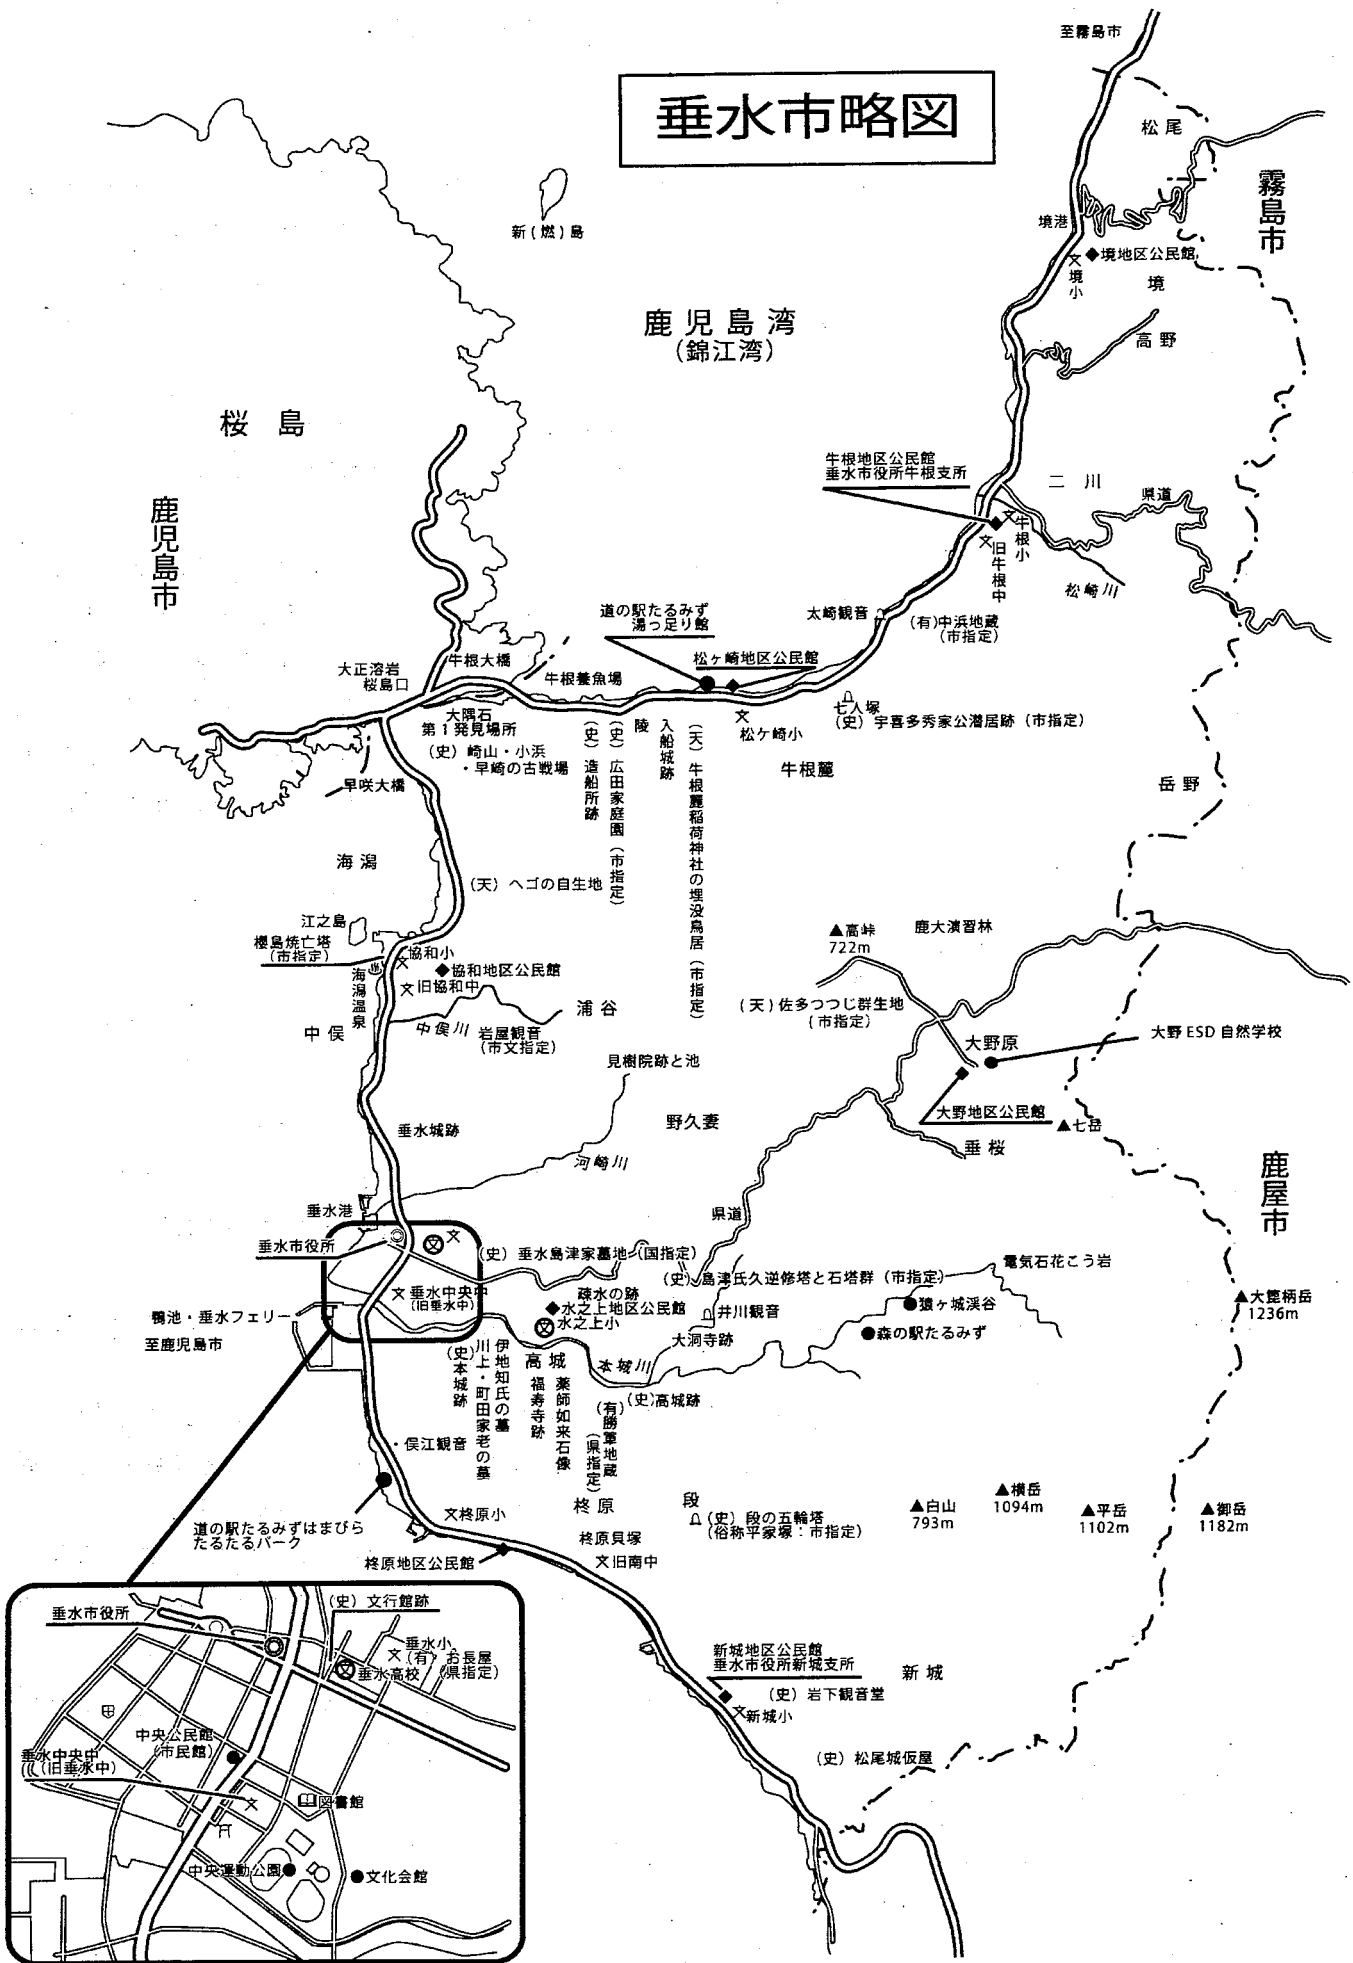 垂水市略図
至霧島市
松尾
霧島市
新(燃)島
境港
◆境地区公民館
文境小
境
鹿児島湾
(錦江湾)
高野
桜島
鹿児島市
牛根地区公民館
垂水市役所牛根支所
二川
県道
文牛根小
文旧牛根中
松崎川
道の駅たるみず
湯っ足り館
太崎観音
(有)中浜地蔵
(市指定)
松ヶ崎地区公民館
牛根大橋
大正溶岩
桜島口
牛根養魚場
七人塚
(史)宇喜多秀家公潜居跡(市指定)
大隅石
第1発見場所
文
松ケ崎小
(史)崎山・小浜
・早崎の古戦場
(史)造船所跡
(史)広田家庭園(市指定)
陵
入船城跡
(天)牛根麓稲荷神社の埋没鳥居(市指定)
牛根麓
早咲大橋
岳野
海潟
(天)ヘゴの自生地
江之島
櫻島焼亡塔
(市指定)
協和小
文
◆協和地区公民館
文旧協和中
海潟温泉
▲高峠
722m
鹿大演習林
中俣
中俣川
浦谷
岩屋観音
(市文指定)
(天)佐多つつじ群生地
(市指定)
大野原
大野ESD自然学校
見樹院跡と池
大野地区公民館
▲七岳
野久妻
垂水城跡
垂桜
河崎川
鹿屋市
垂水港
県道
垂水市役所
文
(史)垂水島津家墓地(国指定)
電気石花こう岩
(史)島津氏久逆修塔と石塔群(市指定)
文垂水中央中
(旧垂水中)
疎水の跡
◆水之上地区公民館
文水之上小
井川観音
●猿ヶ城渓谷
▲大箆柄岳
1236m
鴨池・垂水フェリー
至鹿児島市
大洞寺跡
●森の駅たるみず
本城川
高城
(史)本城跡
川上・町田家老の墓
伊地知氏の墓
福寿寺跡
薬師如来石像
(有)勝軍地蔵(県指定)
(史)高城跡
・俣江観音
柊原
段
(史)段の五輪塔
(俗称平家塚:市指定)
▲白山
793m
▲横岳
1094m
▲平岳
1102m
▲御岳
1182m
文柊原小
道の駅たるみずはまびら
たるたるパーク
柊原貝塚
柊原地区公民館
文旧南中
新城地区公民館
垂水市役所新城支所
新城
(史)岩下観音堂
文新城小
(史)松尾城仮屋
垂水市役所
(史)文行館跡
垂水小
文
(有)お長屋
(県指定)
文垂水高校
中央公民館
(市民館)
垂水中央中
(旧垂水中)
文
図書館
中央運動公園●
●文化会館